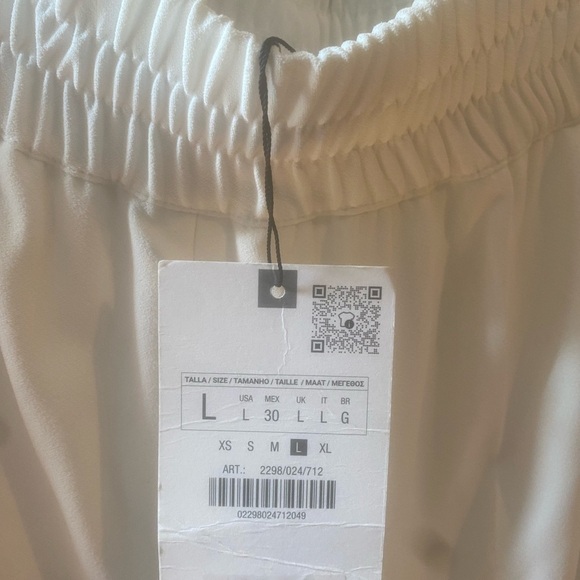 TALLA / SIZE / TAMANHO / TAILLE / MAAT / ΜΕΓΕΘΟΣ
L USA MEX UK IT BR
L 30 L L G
XS S M L XL
ART.: 2298/024/712
02298024712049